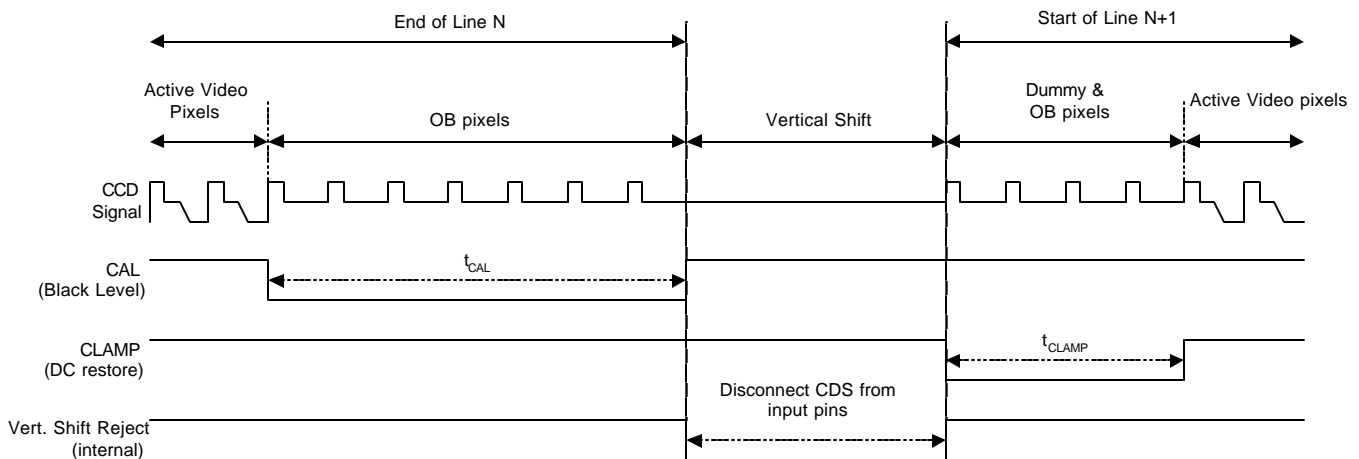 End of Line N
Start of Line N+1
Active Video
Pixels
OB pixels
Vertical Shift
Dummy &
OB pixels
Active Video pixels
CCD
Signal
CAL
(Black Level)
tCAL
CLAMP
(DC restore)
tCLAMP
Disconnect CDS from
input pins
Vert. Shift Reject
(internal)